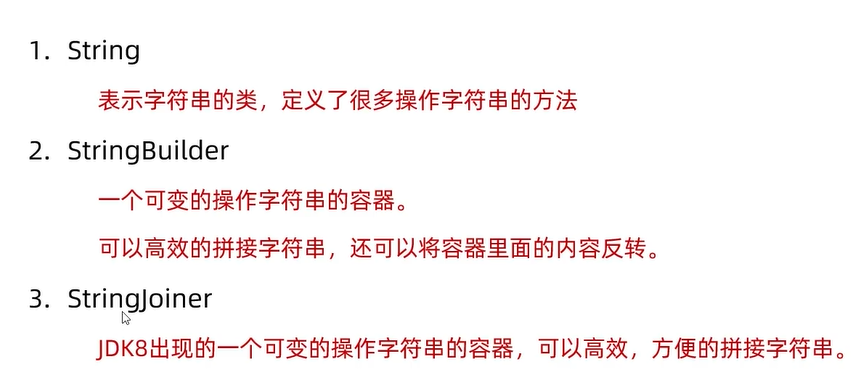 1. String
表示字符串的类，定义了很多操作字符串的方法
2. StringBuilder
一个可变的操作字符串的容器。
可以高效的拼接字符串，还可以将容器里面的内容反转。
3. StringJoiner
JDK8出现的一个可变的操作字符串的容器，可以高效，方便的拼接字符串。